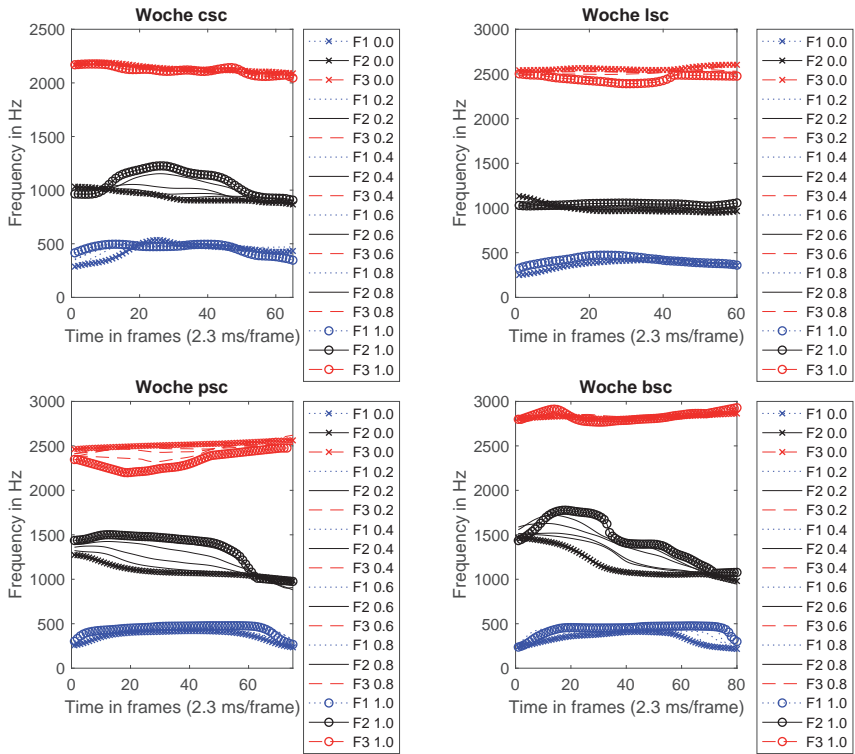 Woche csc
2500
2000
1500
1000
500
0
0 20 40 60
Frequency in Hz
Time in frames (2.3 ms/frame)
F1 0.0
F2 0.0
F3 0.0
F1 0.2
F2 0.2
F3 0.2
F1 0.4
F2 0.4
F3 0.4
F1 0.6
F2 0.6
F3 0.6
F1 0.8
F2 0.8
F3 0.8
F1 1.0
F2 1.0
F3 1.0
Woche lsc
3000
2500
2000
1500
1000
500
0
0 20 40 60
Frequency in Hz
Time in frames (2.3 ms/frame)
F1 0.0
F2 0.0
F3 0.0
F1 0.2
F2 0.2
F3 0.2
F1 0.4
F2 0.4
F3 0.4
F1 0.6
F2 0.6
F3 0.6
F1 0.8
F2 0.8
F3 0.8
F1 1.0
F2 1.0
F3 1.0
Woche psc
3000
2500
2000
1500
1000
500
0
0 20 40 60
Frequency in Hz
Time in frames (2.3 ms/frame)
F1 0.0
F2 0.0
F3 0.0
F1 0.2
F2 0.2
F3 0.2
F1 0.4
F2 0.4
F3 0.4
F1 0.6
F2 0.6
F3 0.6
F1 0.8
F2 0.8
F3 0.8
F1 1.0
F2 1.0
F3 1.0
Woche bsc
3000
2500
2000
1500
1000
500
0
0 20 40 60 80
Frequency in Hz
Time in frames (2.3 ms/frame)
F1 0.0
F2 0.0
F3 0.0
F1 0.2
F2 0.2
F3 0.2
F1 0.4
F2 0.4
F3 0.4
F1 0.6
F2 0.6
F3 0.6
F1 0.8
F2 0.8
F3 0.8
F1 1.0
F2 1.0
F3 1.0